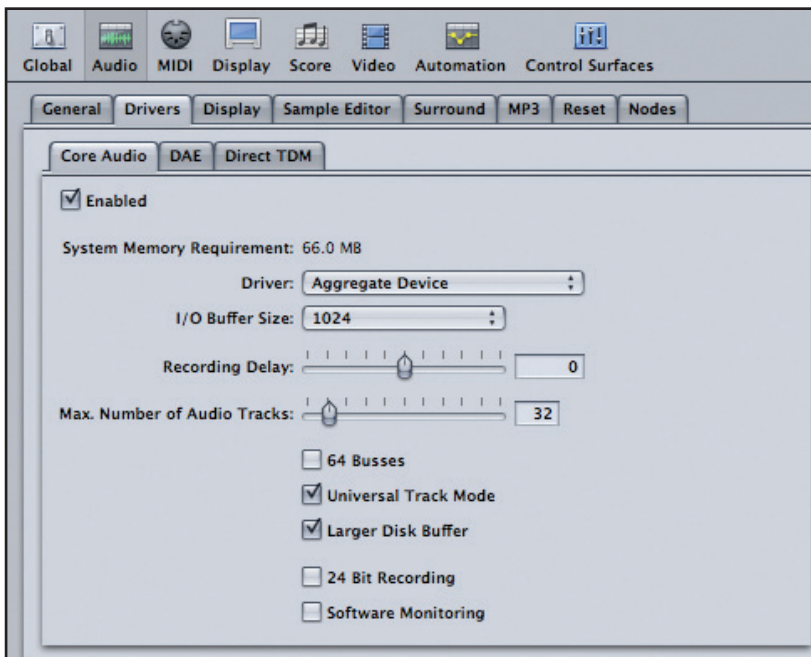 Global Audio MIDI Display Score Video Automation Control Surfaces
General Drivers Display Sample Editor Surround MP3 Reset Nodes
Core Audio DAE Direct TDM
Enabled
System Memory Requirement: 66.0 MB
Driver: Aggregate Device
I/O Buffer Size: 1024
Recording Delay: 0
Max. Number of Audio Tracks: 32
64 Busses
Universal Track Mode
Larger Disk Buffer
24 Bit Recording
Software Monitoring